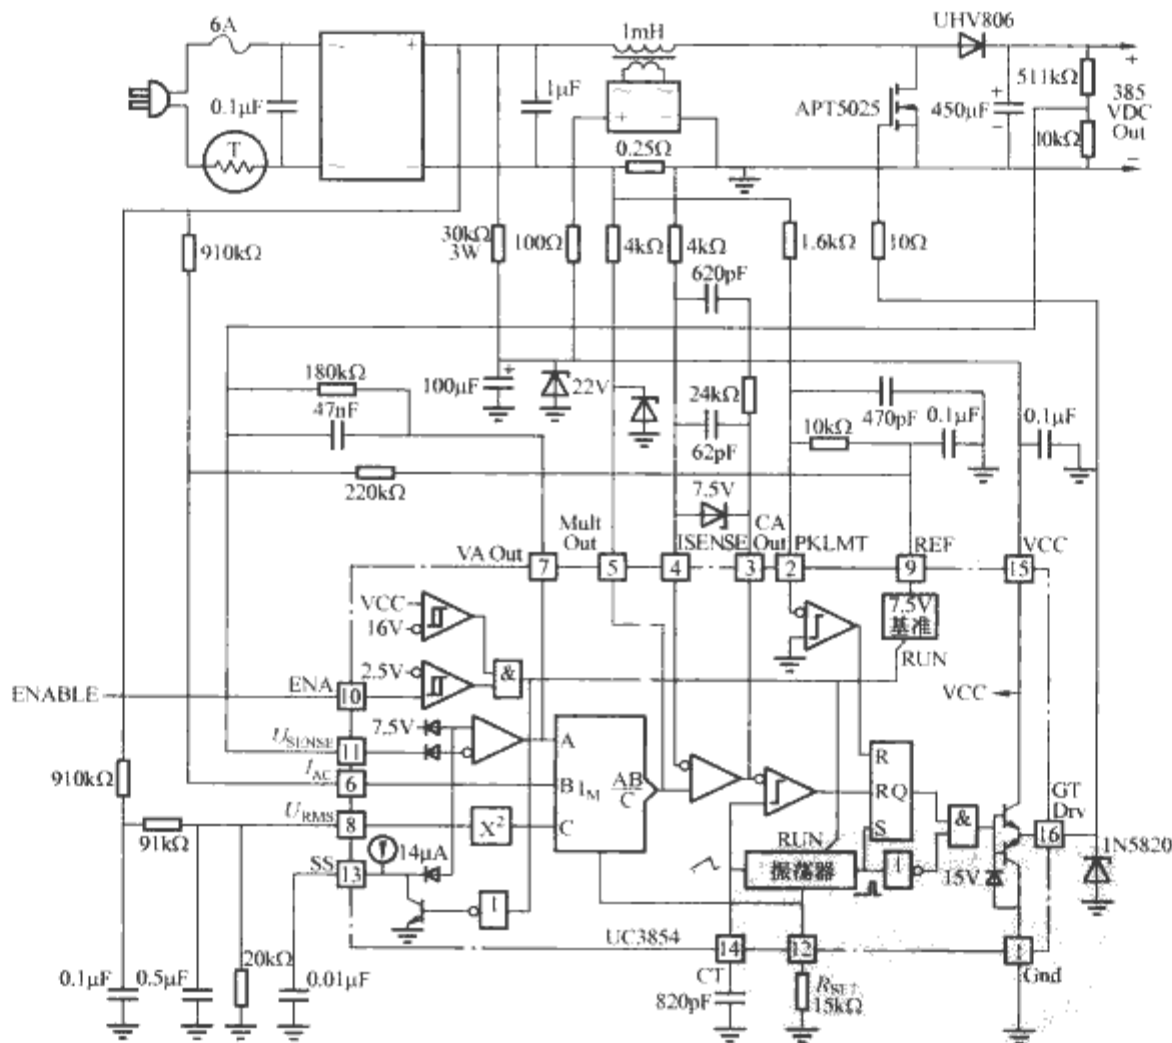 6A
1mH
UHV806
+
0.1μF
1μF
APT5025
450μF
511kΩ
385
VDC
Out
10kΩ
T
0.25Ω
910kΩ
30kΩ
3W
100Ω
4kΩ
4kΩ
1.6kΩ
10Ω
620pF
180kΩ
47nF
100μF
22V
24kΩ
62pF
470pF
10kΩ
0.1μF
0.1μF
220kΩ
7.5V
Mult
Out
ISENSE
CA
Out
PKLMT
REF
VCC
VA Out
7
5
4
3
2
9
15
VCC
16V
7.5V
基准
2.5V
&
RUN
ENABLE
ENA
10
VCC
7.5V
USENSE
11
A
IAC
6
B
IM
AB
C
R
910kΩ
URMS
8
X²
C
R
Q
S
&
GT
Drv
16
91kΩ
14μA
RUN
1N5820
SS
13
振荡器
1
15V
1
UC3854
14
12
1
Gnd
0.1μF
0.5μF
20kΩ
0.01μF
CT
820pF
RSET
15kΩ